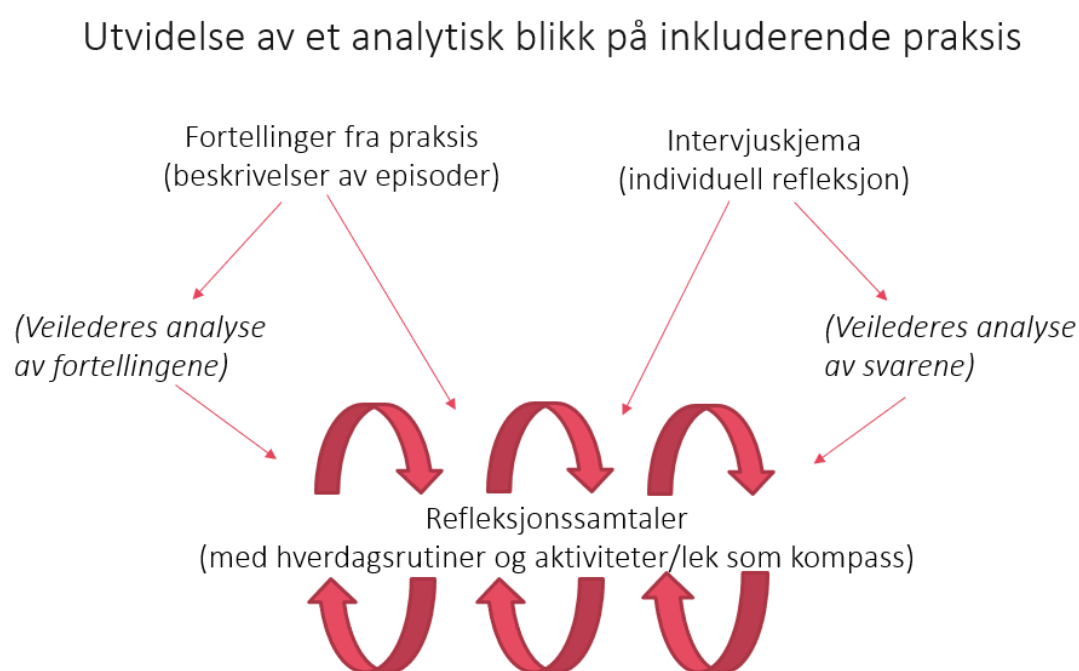 Utvidelse av et analytisk blikk på inkluderende praksis
Fortellinger fra praksis
(beskrivelser av episoder)
Intervjuskjema
(individuell refleksjon)
(Veilederes analyse
av fortellingene)
(Veilederes analyse
av svarene)
Refleksjonssamtaler
(med hverdagsrutiner og aktiviteter/lek som kompass)